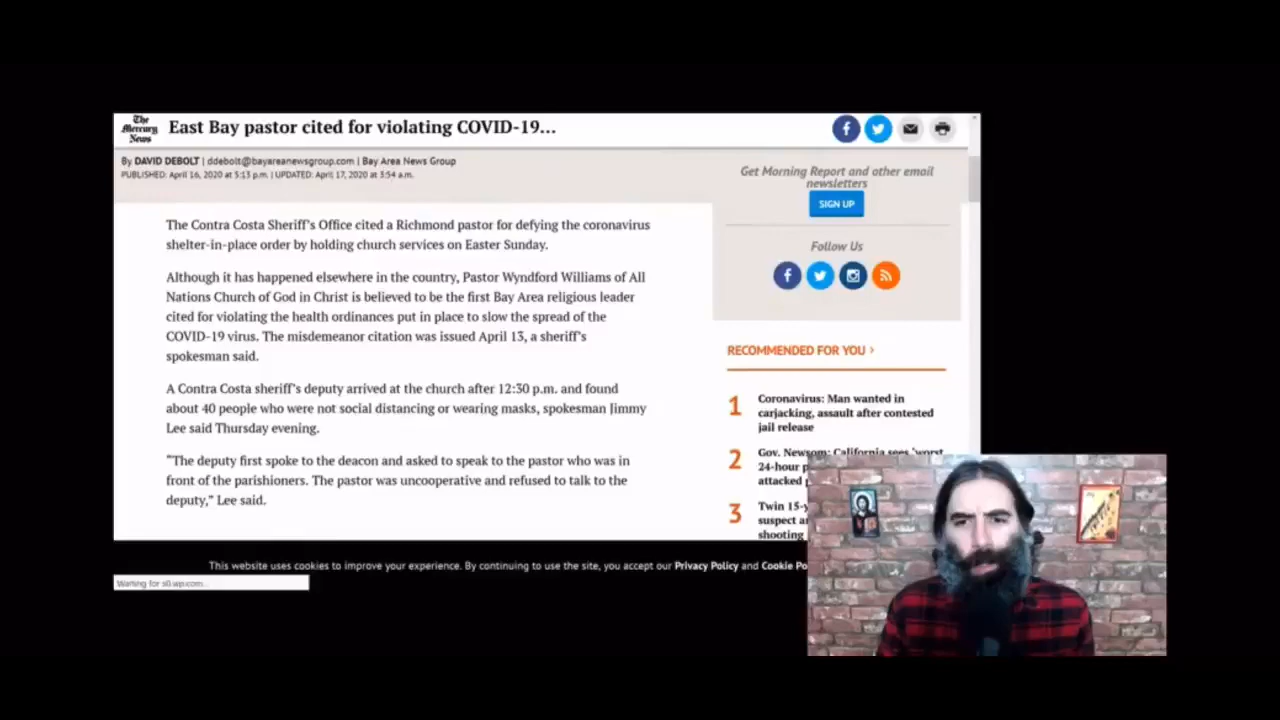 The
Mercury
News
East Bay pastor cited for violating COVID-19...
By DAVID DEBOLT | ddebolt@bayareanewsgroup.com | Bay Area News Group
PUBLISHED: April 16, 2020 at 5:13 p.m. | UPDATED: April 17, 2020 at 3:54 a.m.
The Contra Costa Sheriff's Office cited a Richmond pastor for defying the coronavirus
shelter-in-place order by holding church services on Easter Sunday.
Although it has happened elsewhere in the country, Pastor Wyndford Williams of All
Nations Church of God in Christ is believed to be the first Bay Area religious leader
cited for violating the health ordinances put in place to slow the spread of the
COVID-19 virus. The misdemeanor citation was issued April 13, a sheriff's
spokesman said.
A Contra Costa sheriff's deputy arrived at the church after 12:30 p.m. and found
about 40 people who were not social distancing or wearing masks, spokesman Jimmy
Lee said Thursday evening.
"The deputy first spoke to the deacon and asked to speak to the pastor who was in
front of the parishioners. The pastor was uncooperative and refused to talk to the
deputy," Lee said.
Get Morning Report and other email
newsletters
SIGN UP
Follow Us
RECOMMENDED FOR YOU >
1 Coronavirus: Man wanted in
carjacking, assault after contested
jail release
2 Gov. Newsom: California sees 'worst
24-hour p
attacked
3 Twin 15-y
suspect a
shooting
This website uses cookies to improve your experience. By continuing to use the site, you accept our Privacy Policy and Cookie Po
Waiting for s0.wp.com...